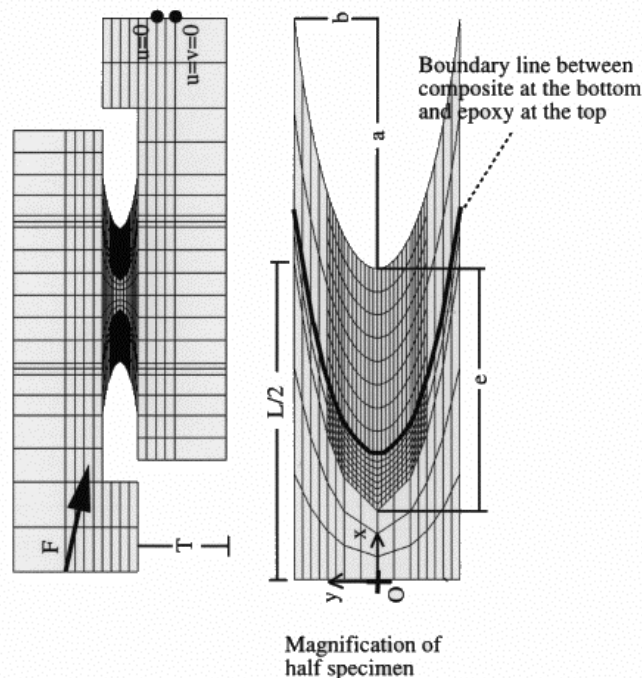 u=0
u=v=0
b
a
Boundary line between
composite at the bottom
and epoxy at the top
L/2
e
F
T
x
y
O
Magnification of
half specimen